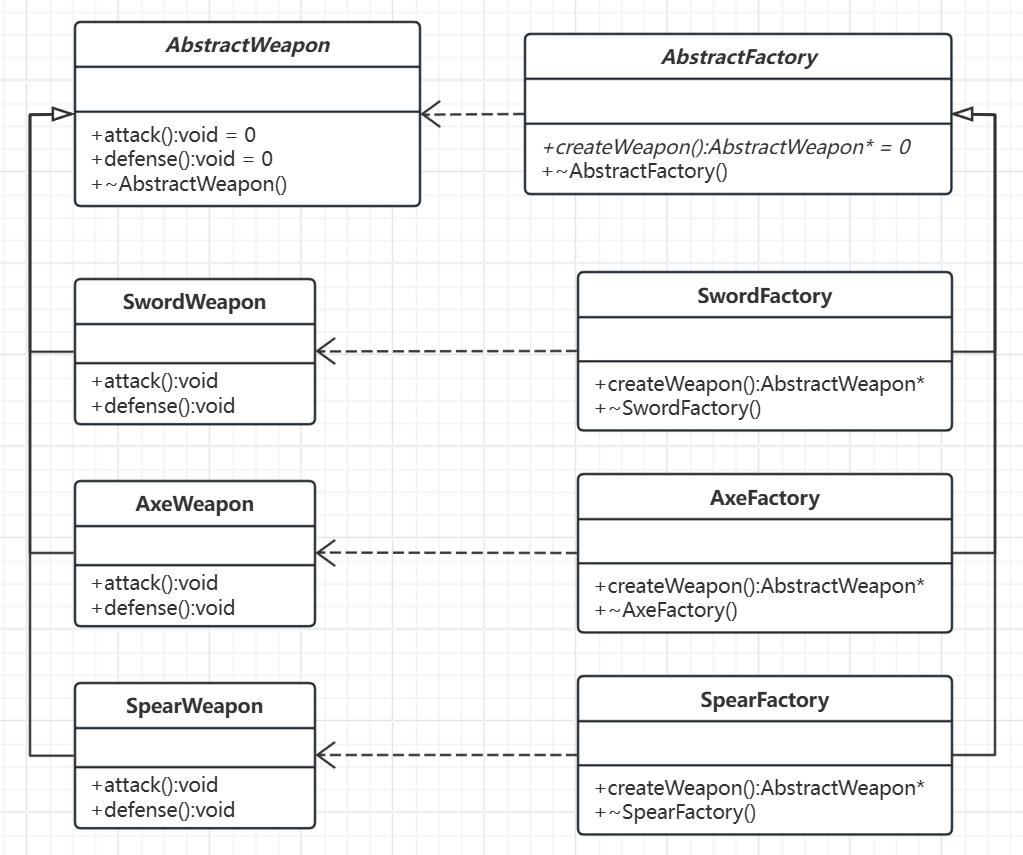 AbstractWeapon
+attack():void = 0
+defense():void = 0
+~AbstractWeapon()
AbstractFactory
+createWeapon():AbstractWeapon* = 0
+~AbstractFactory()
SwordWeapon
+attack():void
+defense():void
SwordFactory
+createWeapon():AbstractWeapon*
+~SwordFactory()
AxeWeapon
+attack():void
+defense():void
AxeFactory
+createWeapon():AbstractWeapon*
+~AxeFactory()
SpearWeapon
+attack():void
+defense():void
SpearFactory
+createWeapon():AbstractWeapon*
+~SpearFactory()